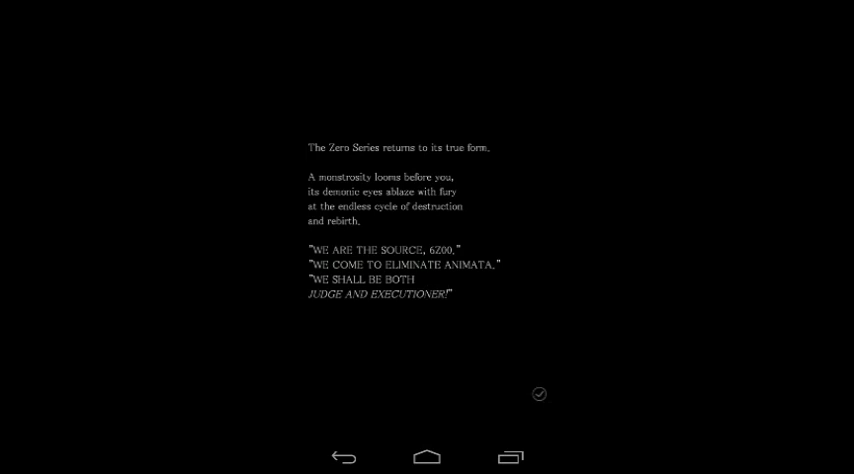 The Zero Series returns to its true form.
A monstrosity looms before you,
its demonic eyes ablaze with fury
at the endless cycle of destruction
and rebirth.
"WE ARE THE SOURCE, 6Z00."
"WE COME TO ELIMINATE ANIMATA."
"WE SHALL BE BOTH
JUDGE AND EXECUTIONER!"